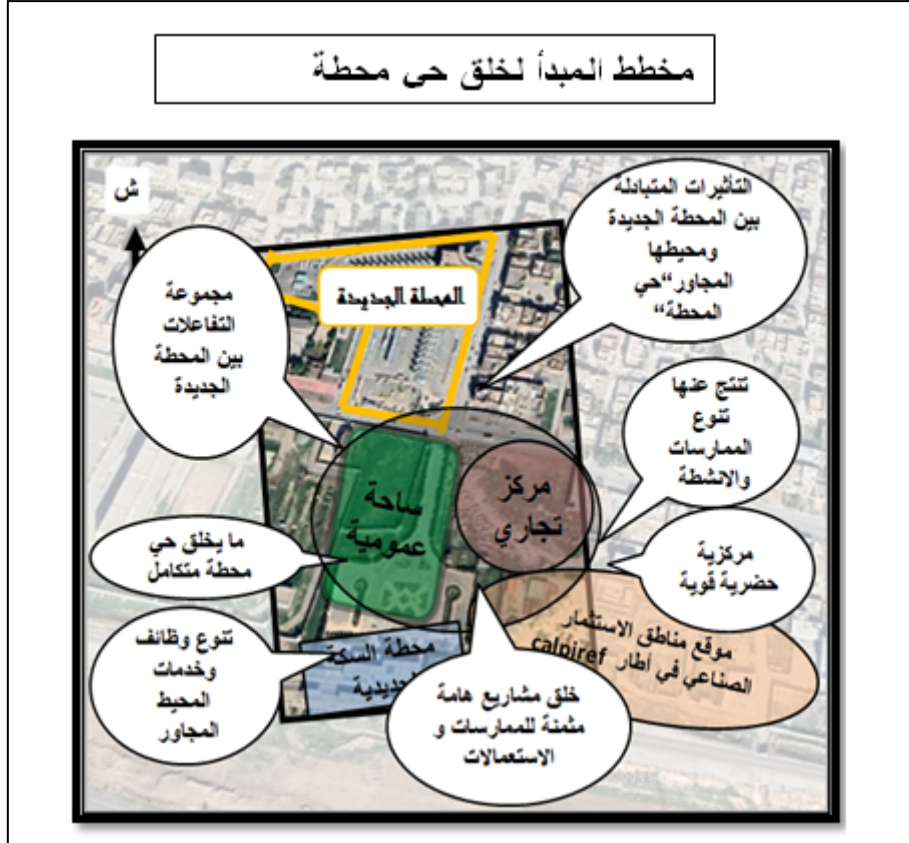 مخطط المبدأ لخلق حي محطة
ش
التأثيرات المتبادلة
بين المحطة الجديدة
ومحيطها
المجاور"حي
المحطة"
المحطة الجديدة
مجموعة
التفاعلات
بين المحطة
الجديدة
تنتج عنها
تنوع
الممارسات
والانشطة
مركز
تجاري
ساحة
عمومية
ما يخلق حي
محطة متكامل
مركزية
حضرية قوية
موقع مناطق الاستثمار
الصناعي في أطار calpiref
تنوع وظائف
وخدمات
المحيط
المجاور
محطة السكة
الحديدية
خلق مشاريع هامة
مثمنة للممارسات و
الاستعمالات